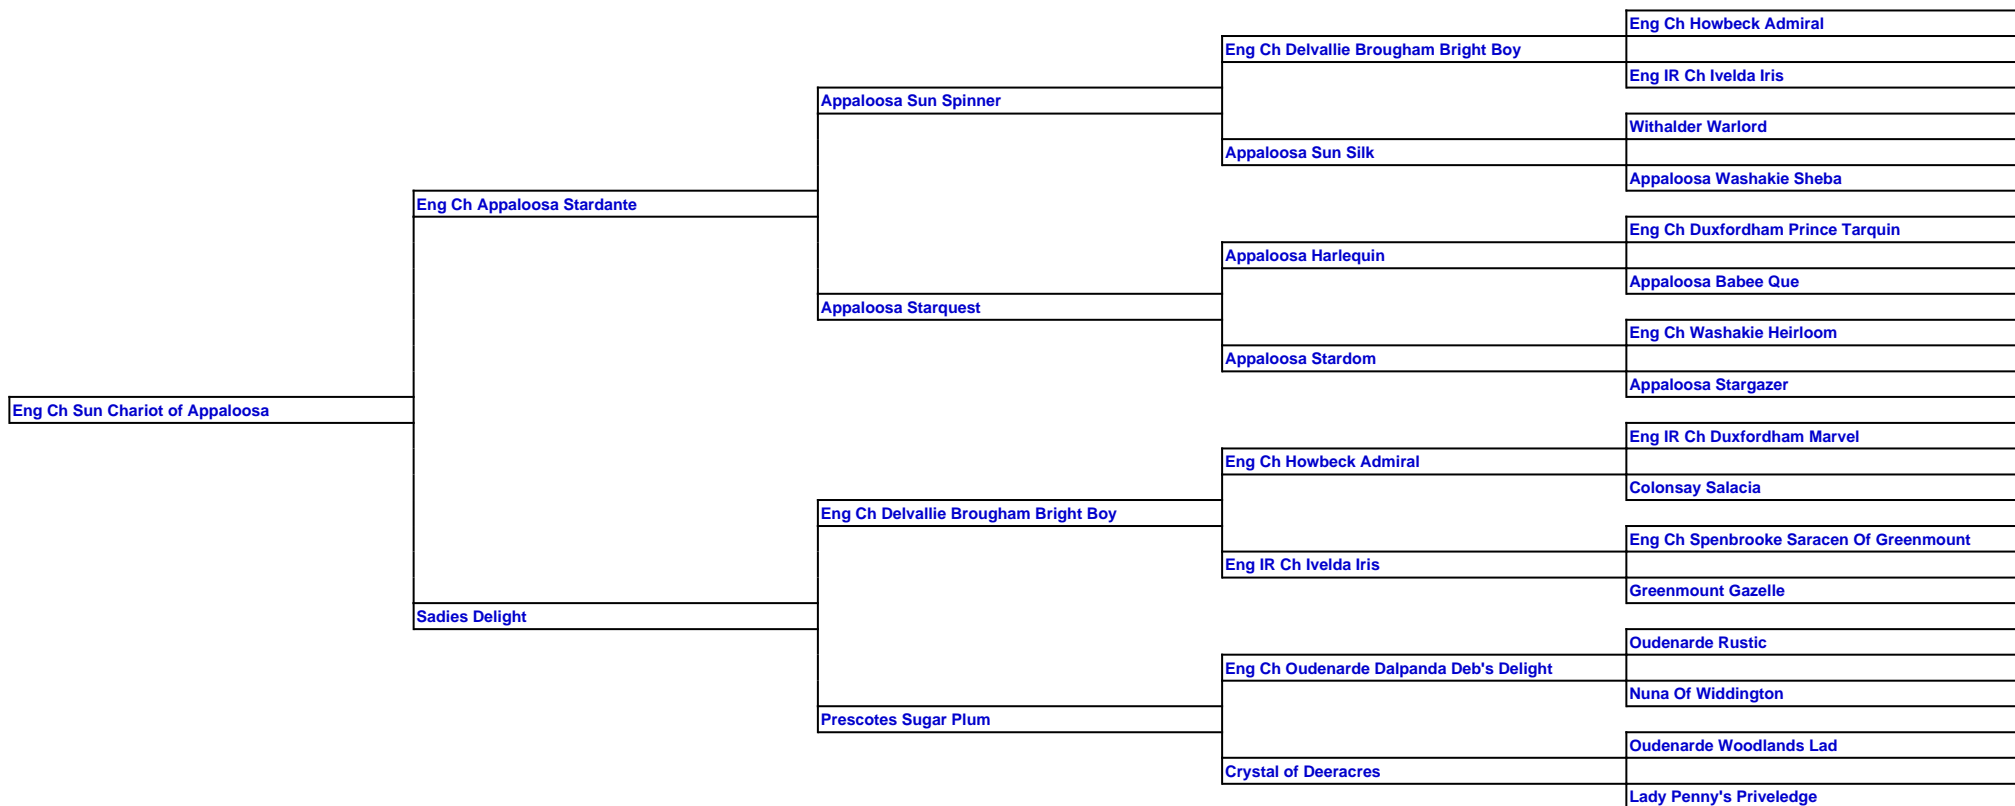 Eng Ch Howbeck Admiral
Eng Ch Delvallie Brougham Bright Boy
Eng IR Ch Ivelda Iris
Appaloosa Sun Spinner
Withalder Warlord
Appaloosa Sun Silk
Appaloosa Washakie Sheba
Eng Ch Appaloosa Stardante
Eng Ch Duxfordham Prince Tarquin
Appaloosa Harlequin
Appaloosa Babee Que
Appaloosa Starquest
Eng Ch Washakie Heirloom
Appaloosa Stardom
Appaloosa Stargazer
Eng Ch Sun Chariot of Appaloosa
Eng IR Ch Duxfordham Marvel
Eng Ch Howbeck Admiral
Colonsay Salacia
Eng Ch Delvallie Brougham Bright Boy
Eng Ch Spenbrooke Saracen Of Greenmount
Eng IR Ch Ivelda Iris
Greenmount Gazelle
Sadies Delight
Oudenarde Rustic
Eng Ch Oudenarde Dalpanda Deb's Delight
Nuna Of Widdington
Prescotes Sugar Plum
Oudenarde Woodlands Lad
Crystal of Deeracres
Lady Penny's Priveledge